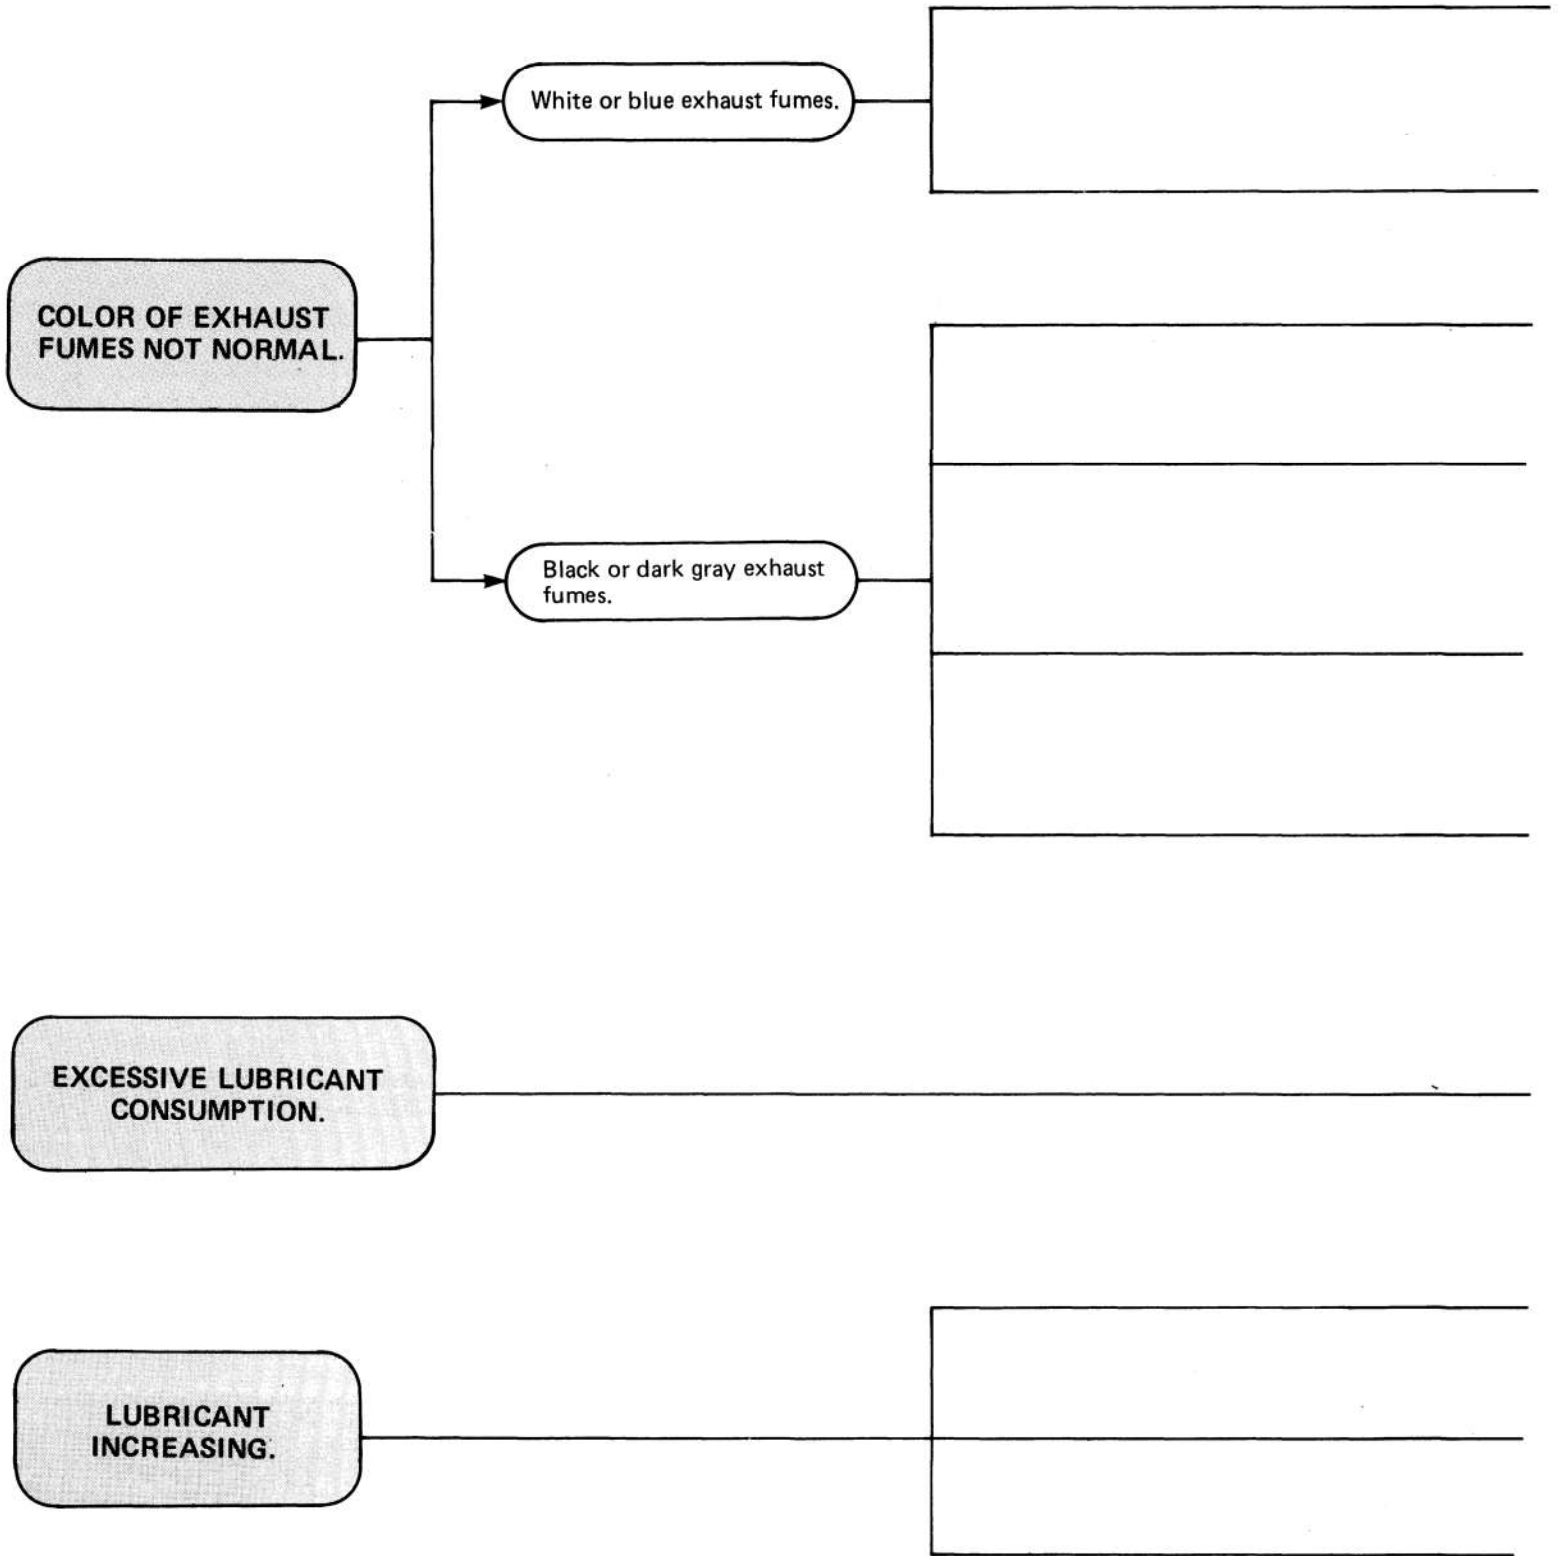 White or blue exhaust fumes.
COLOR OF EXHAUST
FUMES NOT NORMAL.
Black or dark gray exhaust
fumes.
EXCESSIVE LUBRICANT
CONSUMPTION.
LUBRICANT
INCREASING.